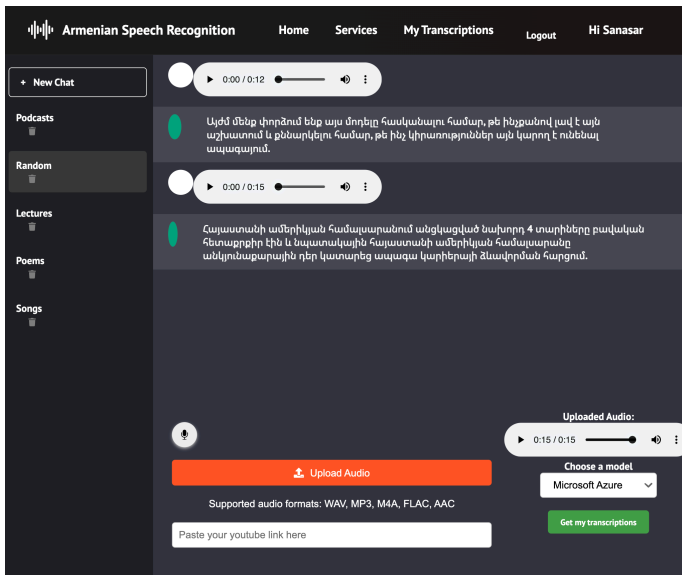 Armenian Speech Recognition
Home
Services
My Transcriptions
Logout
Hi Sanasar
+ New Chat
Podcasts
Random
Lectures
Poems
Songs
0:00 / 0:12
Այժմ մենք փորձում ենք այս մոդելը հասկանալու համար, թե ինչքանով լավ է այն
աշխատում և քննարկելու համար, թե ինչ կիրառություններ այն կարող է ունենալ
ապագայում.
0:00 / 0:15
Հայաստանի ամերիկյան համալսարանում անցկացված նախորդ 4 տարիները բավական
հետաքրքիր էին և նպատակային հայաստանի ամերիկյան համալսարանը
անկյունաքարային դեր կատարեց ապագա կարիերայի ձևավորման հարցում.
Upload Audio
Supported audio formats: WAV, MP3, M4A, FLAC, AAC
Paste your youtube link here
Uploaded Audio:
0:15 / 0:15
Choose a model
Microsoft Azure
Get my transcriptions